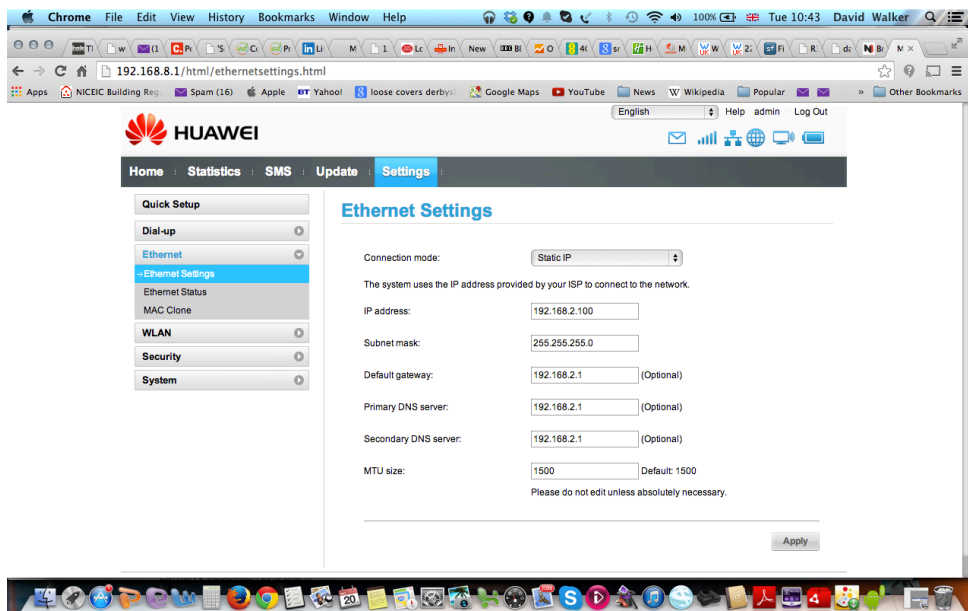 Chrome File Edit View History Bookmarks Window Help 100% Tue 10:43 David Walker
192.168.8.1/html/ethernetsettings.html
Apps NICEIC Building Reg Spam (16) Apple BT Yahoo! loose covers derbys Google Maps YouTube News Wikipedia Popular » Other Bookmarks
English Help admin Log Out
HUAWEI
Home Statistics SMS Update Settings
Quick Setup
Dial-up
Ethernet
Ethernet Settings
Ethernet Status
MAC Clone
WLAN
Security
System
Ethernet Settings
Connection mode: Static IP
The system uses the IP address provided by your ISP to connect to the network.
IP address: 192.168.2.100
Subnet mask: 255.255.255.0
Default gateway: 192.168.2.1 (Optional)
Primary DNS server: 192.168.2.1 (Optional)
Secondary DNS server: 192.168.2.1 (Optional)
MTU size: 1500 Default: 1500
Please do not edit unless absolutely necessary.
Apply